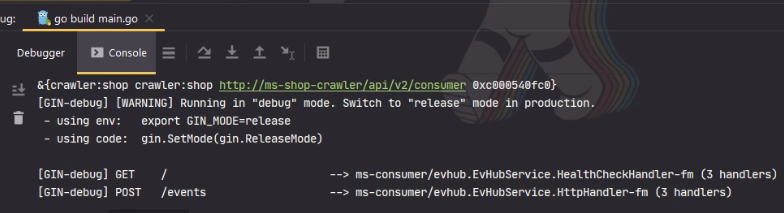 ug: go build main.go ×
Debugger Console
&{crawler:shop crawler:shop http://ms-shop-crawler/api/v2/consumer 0xc000540fc0}
[GIN-debug] [WARNING] Running in "debug" mode. Switch to "release" mode in production.
- using env: export GIN_MODE=release
- using code: gin.SetMode(gin.ReleaseMode)
[GIN-debug] GET / --> ms-consumer/evhub.EvHubService.HealthCheckHandler-fm (3 handlers)
[GIN-debug] POST /events --> ms-consumer/evhub.EvHubService.HttpHandler-fm (3 handlers)